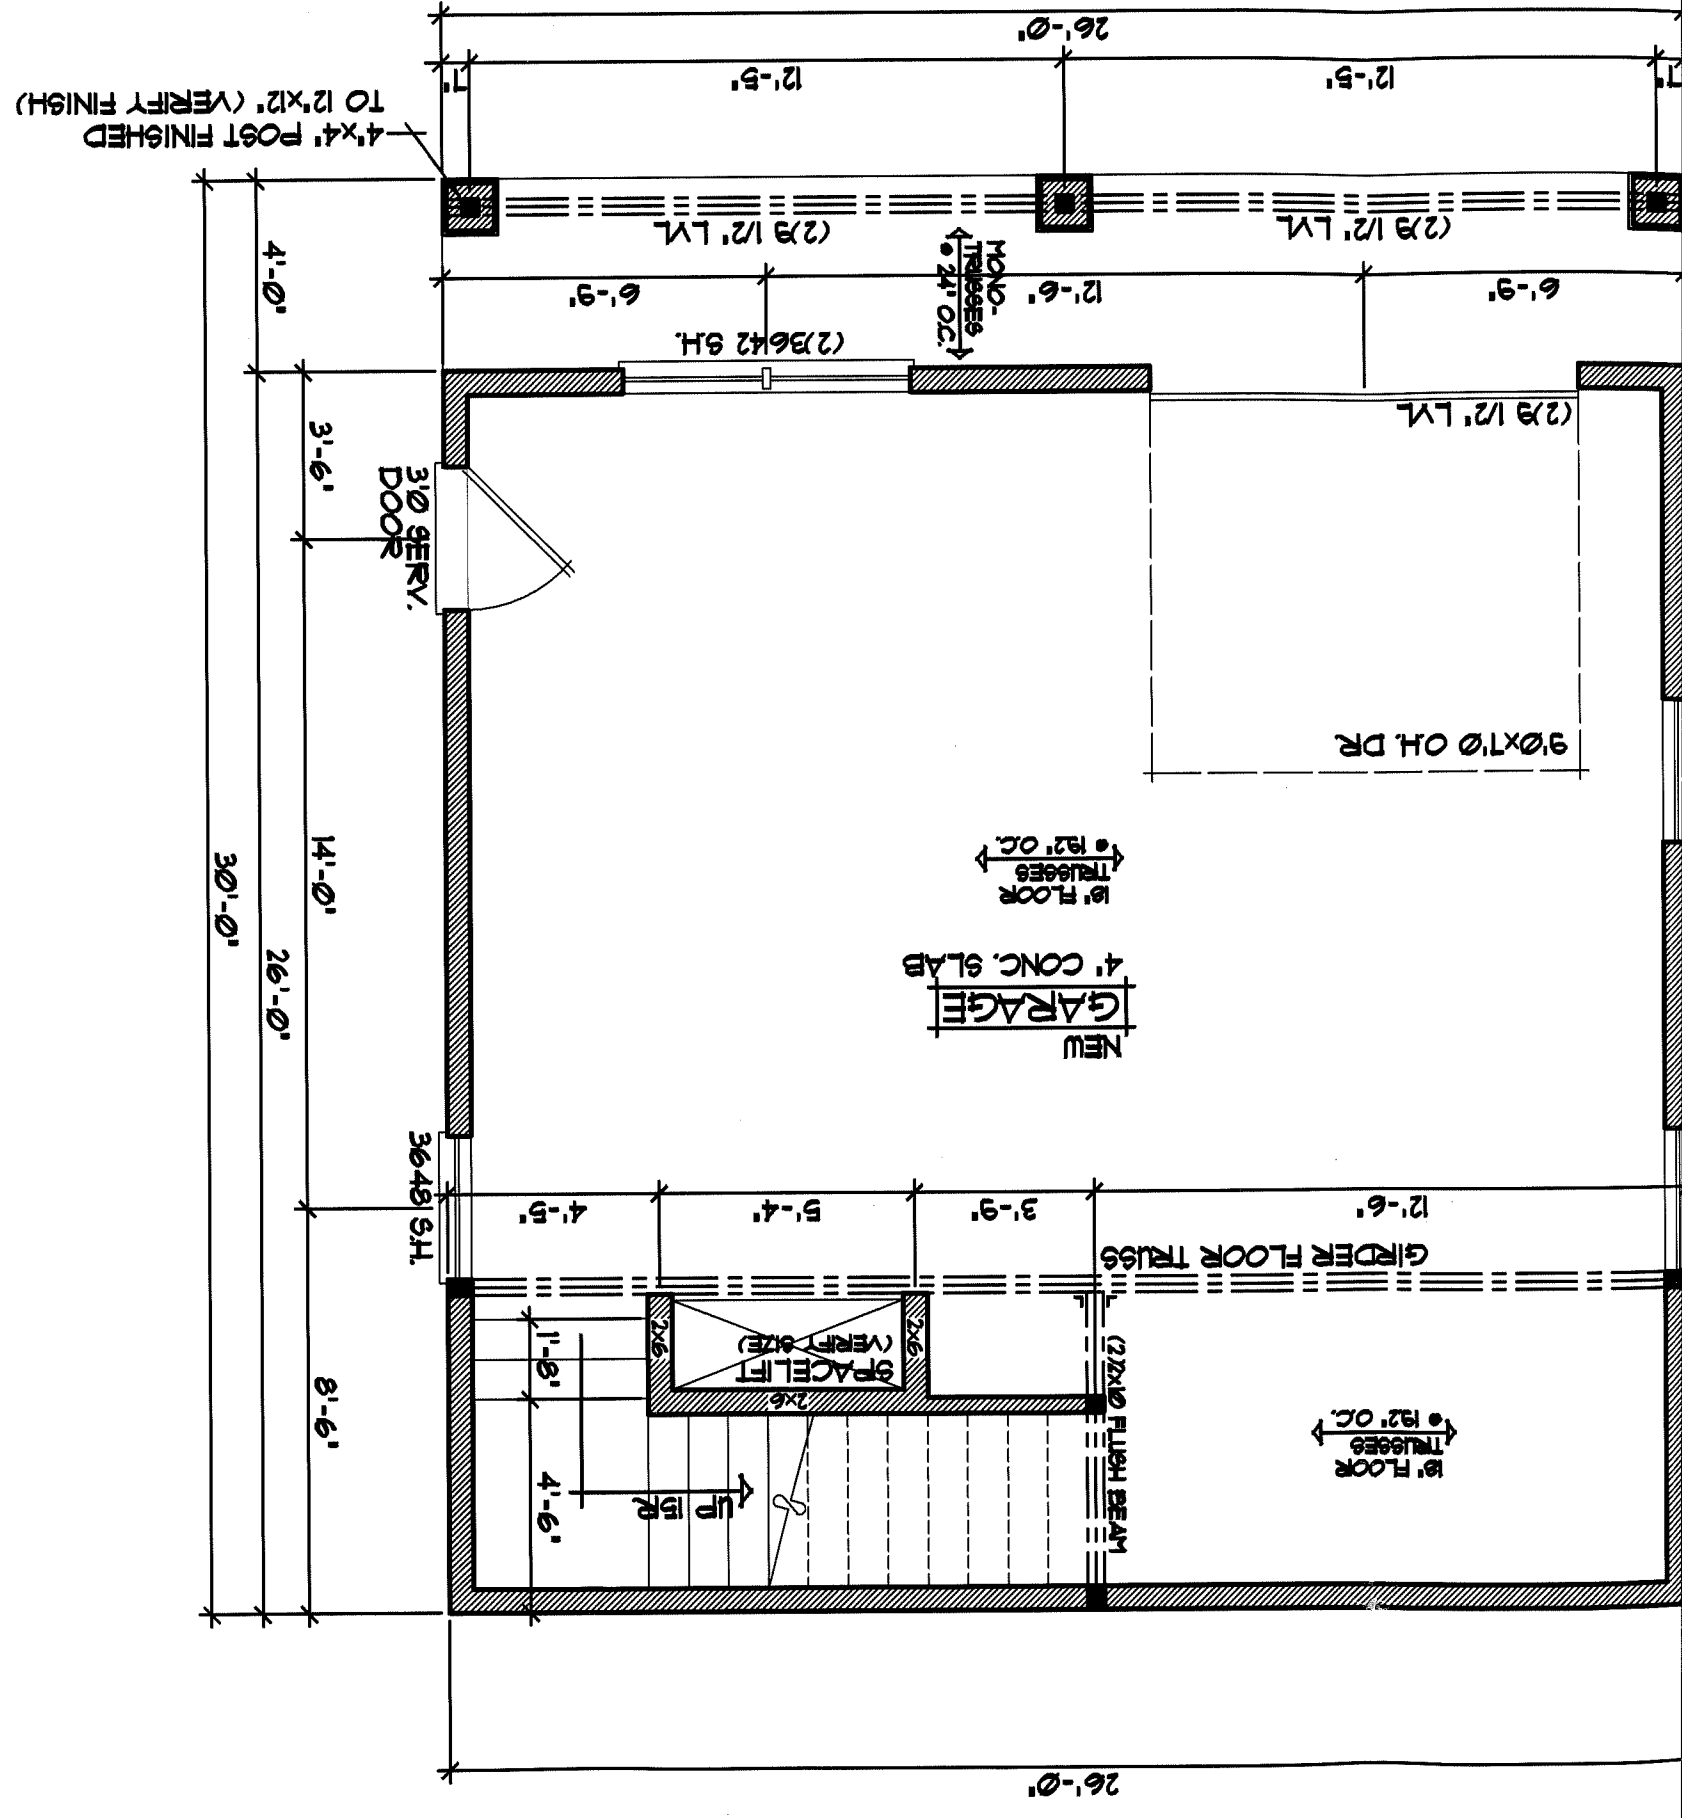 26'-0"
18" FLOOR
TRUSSES
@ 19.2" O.C.
(2)2x10 FLUSH BEAM
UP 15R
4'-6"
8'-6"
2x6
SPACELIFT
(VERIFY SIZE)
2x6
2x6
1'-8"
GIRDER FLOOR TRUSS
12'-6"
3'-9"
5'-4"
4'-5"
3648 S.H.
NEW
GARAGE
4" CONC. SLAB
18" FLOOR
TRUSSES
@ 19.2" O.C.
14'-0"
26'-0"
30'-0"
9'0x7'0 O.H. DR.
3'0 SERV.
DOOR
3'-6"
(2)9 1/2" LVL
(2)3642 S.H.
6'-9"
12'-6"
6'-9"
MONO-
TRUSSES
@ 24" O.C.
4'-0"
(2)9 1/2" LVL
(2)9 1/2" LVL
4"x4" POST FINISHED
TO 12"x12" (VERIFY FINISH)
7"
12'-5"
12'-5"
7"
26'-0"